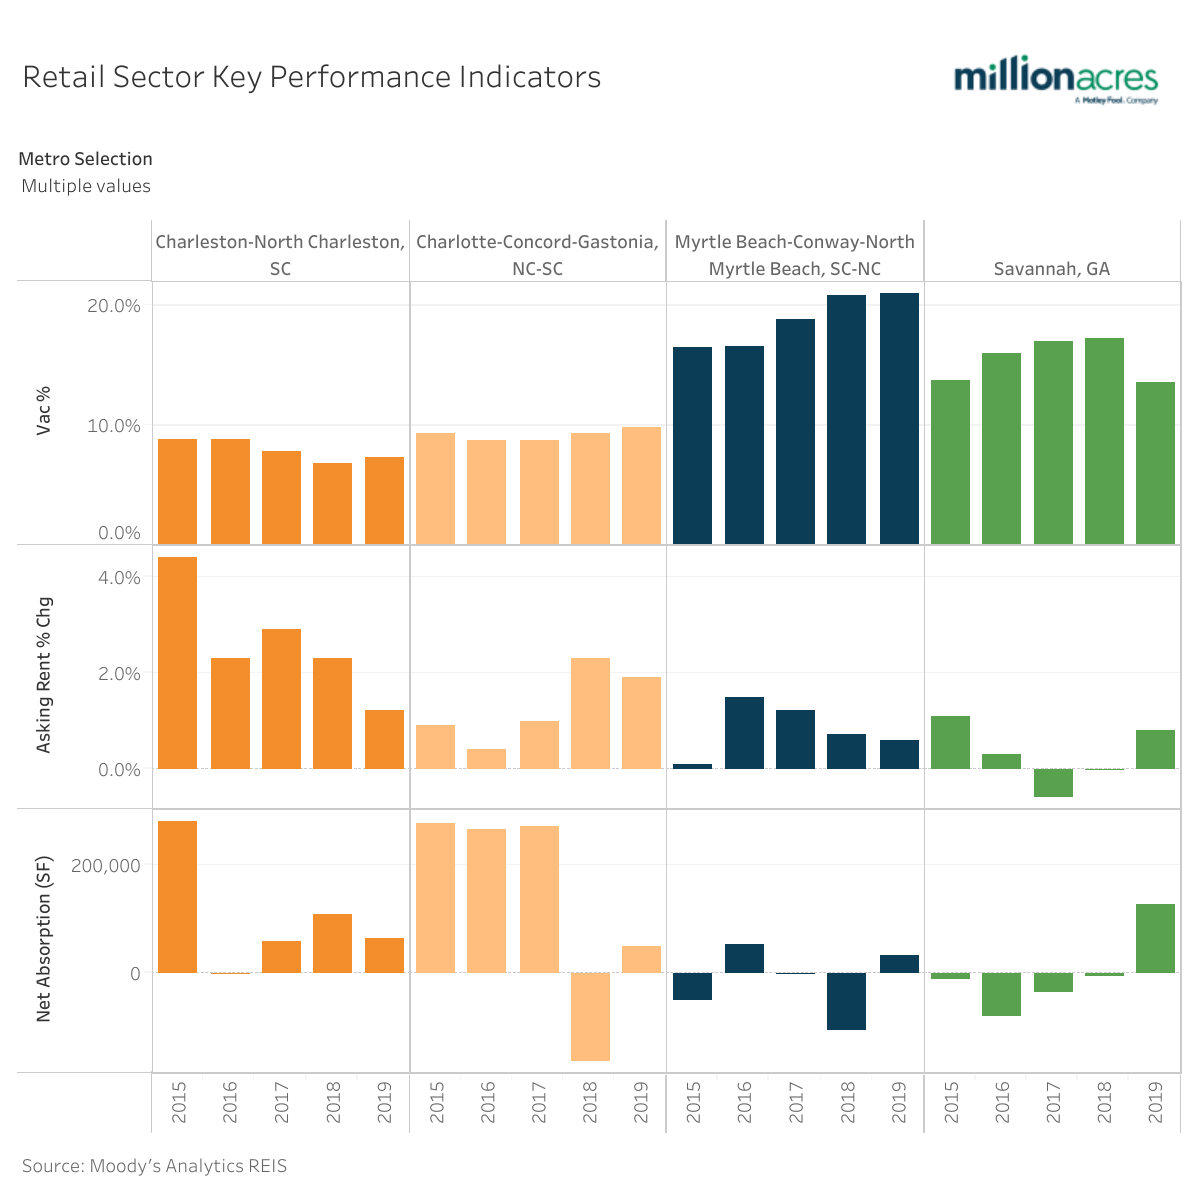 Retail Sector Key Performance Indicators
millionacres
A Motley Fool. Company
Metro Selection
Multiple values
Charleston-North Charleston,
SC
Charlotte-Concord-Gastonia,
NC-SC
Myrtle Beach-Conway-North
Myrtle Beach, SC-NC
Savannah, GA
Vac %
20.0%
10.0%
0.0%
Asking Rent % Chg
4.0%
2.0%
0.0%
Net Absorption (SF)
200,000
0
2015 2016 2017 2018 2019 2015 2016 2017 2018 2019 2015 2016 2017 2018 2019 2015 2016 2017 2018 2019
Source: Moody's Analytics REIS